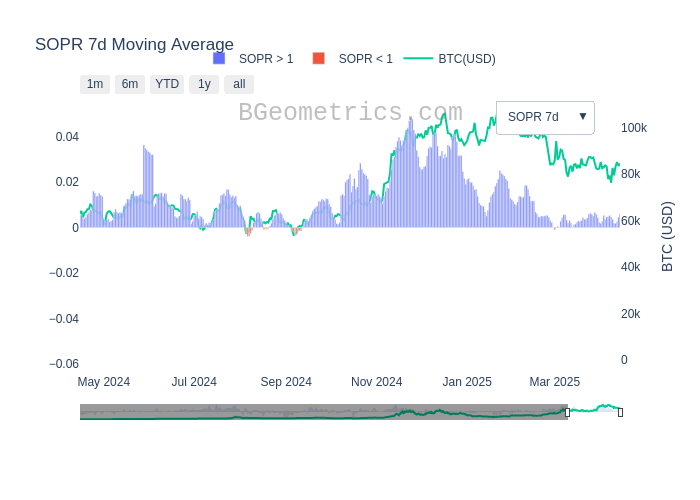 SOPR 7d Moving Average
SOPR > 1
SOPR < 1
BTC(USD)
1m
6m
YTD
1y
all
BGeometrics.com
SOPR 7d
▼
0.04
0.02
0
−0.02
−0.04
−0.06
100k
80k
60k
40k
20k
0
BTC (USD)
May 2024
Jul 2024
Sep 2024
Nov 2024
Jan 2025
Mar 2025